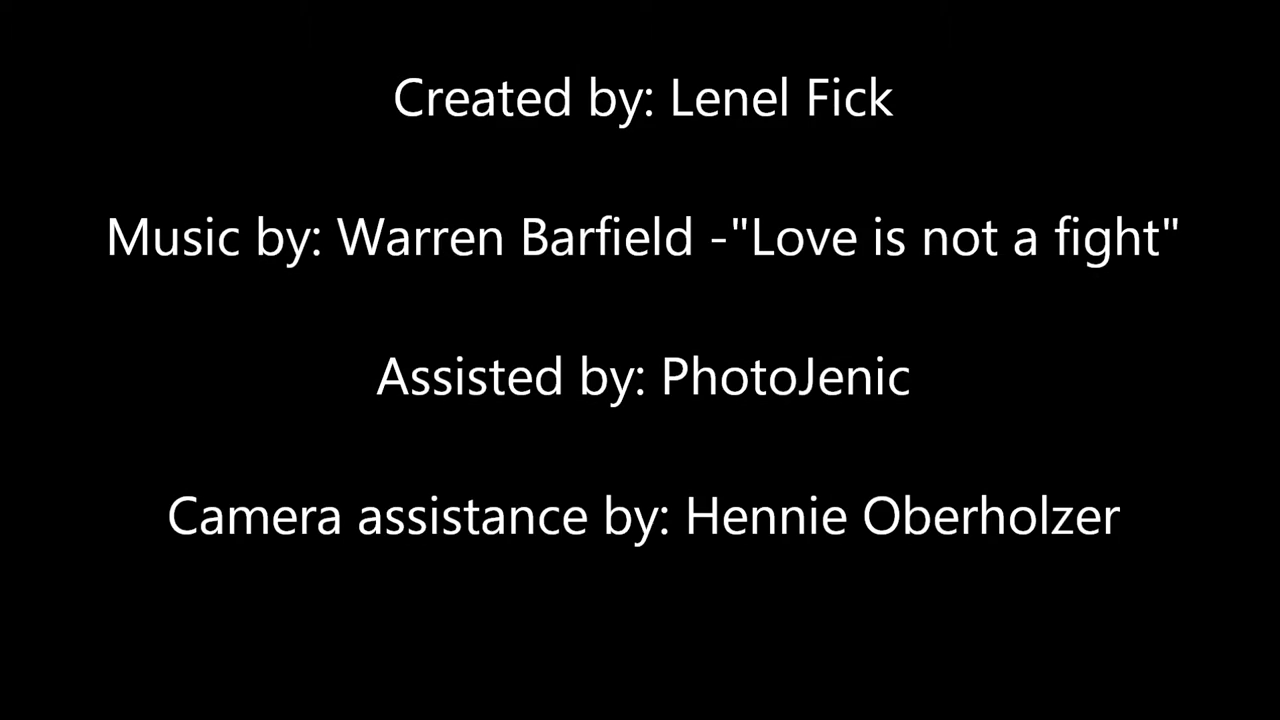 Created by: Lenel Fick
Music by: Warren Barfield -"Love is not a fight"
Assisted by: PhotoJenic
Camera assistance by: Hennie Oberholzer